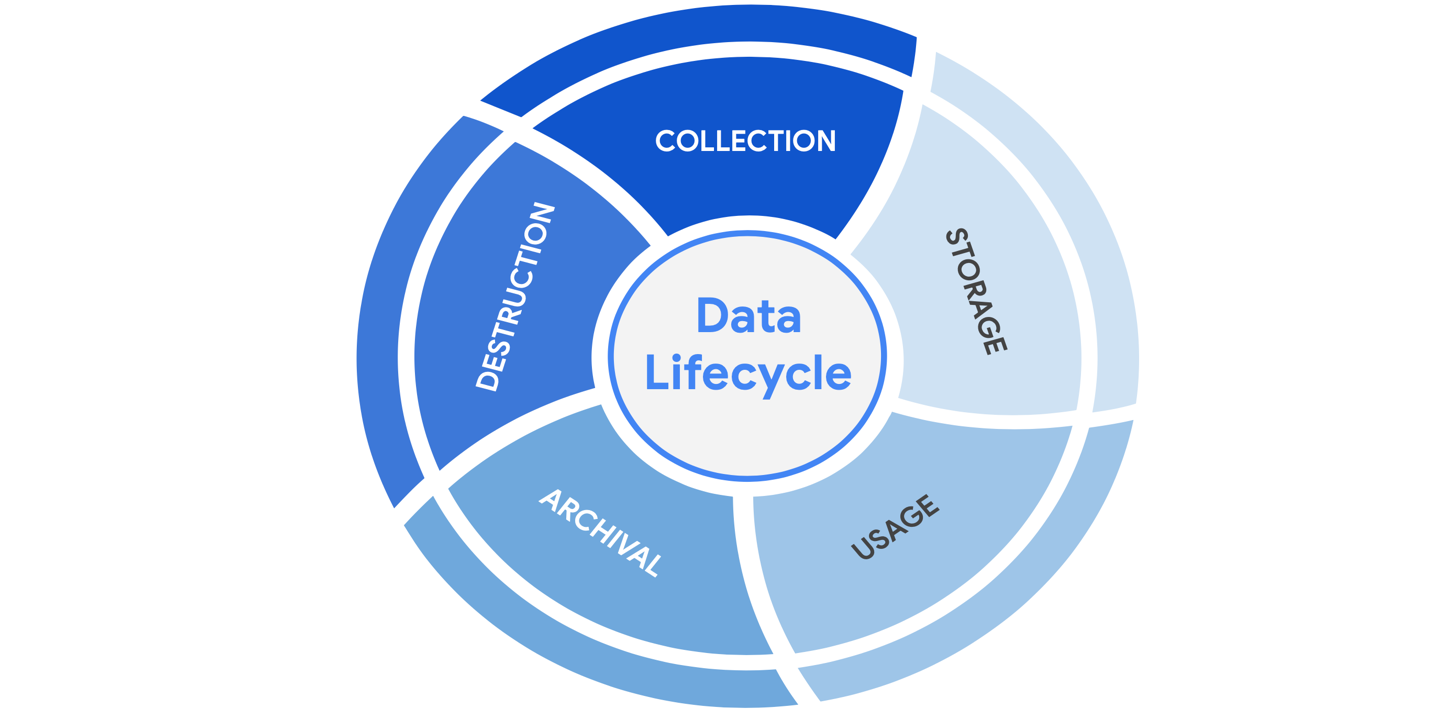 COLLECTION
STORAGE
USAGE
ARCHIVAL
DESTRUCTION
Data
Lifecycle